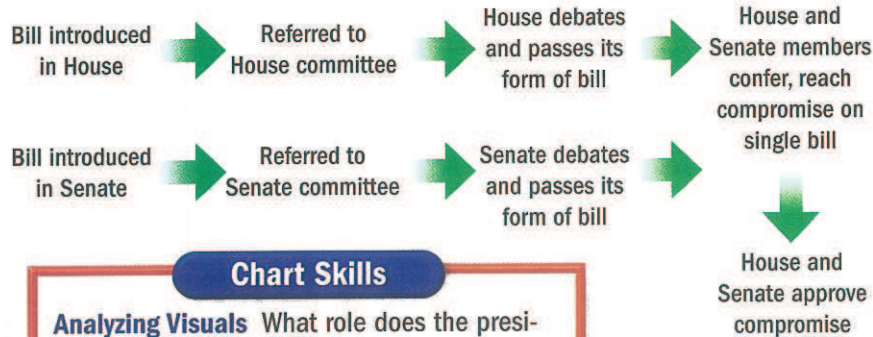 Bill introduced
in House
Referred to
House committee
House debates
and passes its
form of bill
House and
Senate members
confer, reach
compromise on
single bill
Bill introduced
in Senate
Referred to
Senate committee
Senate debates
and passes its
form of bill
House and
Senate approve
compromise
Chart Skills
Analyzing Visuals What role does the presi-